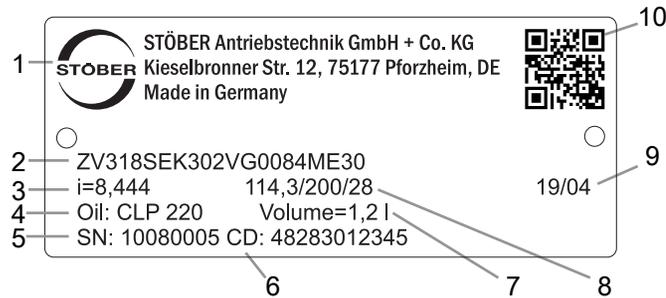 10
STÖBER Antriebstechnik GmbH + Co. KG
1 STÖBER Kieselbronner Str. 12, 75177 Pforzheim, DE
Made in Germany
9
2 ZV318SEK302VG0084ME30
3 i=8,444 114,3/200/28 19/04
4 Oil: CLP 220 Volume=1,2 l
5 SN: 10080005 CD: 48283012345
6 7 8